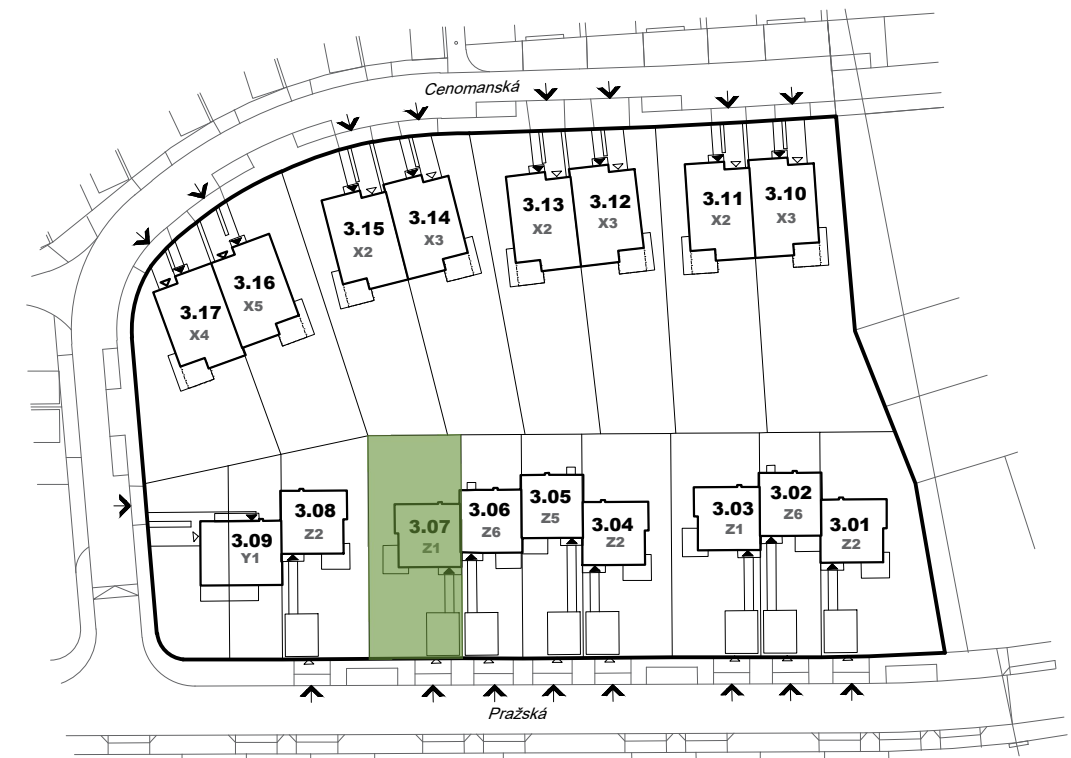 Cenomanská
3.17
X4
3.16
X5
3.15
X2
3.14
X3
3.13
X2
3.12
X3
3.11
X2
3.10
X3
3.09
Y1
3.08
Z2
3.07
Z1
3.06
Z6
3.05
Z5
3.04
Z2
3.03
Z1
3.02
Z6
3.01
Z2
Pražská